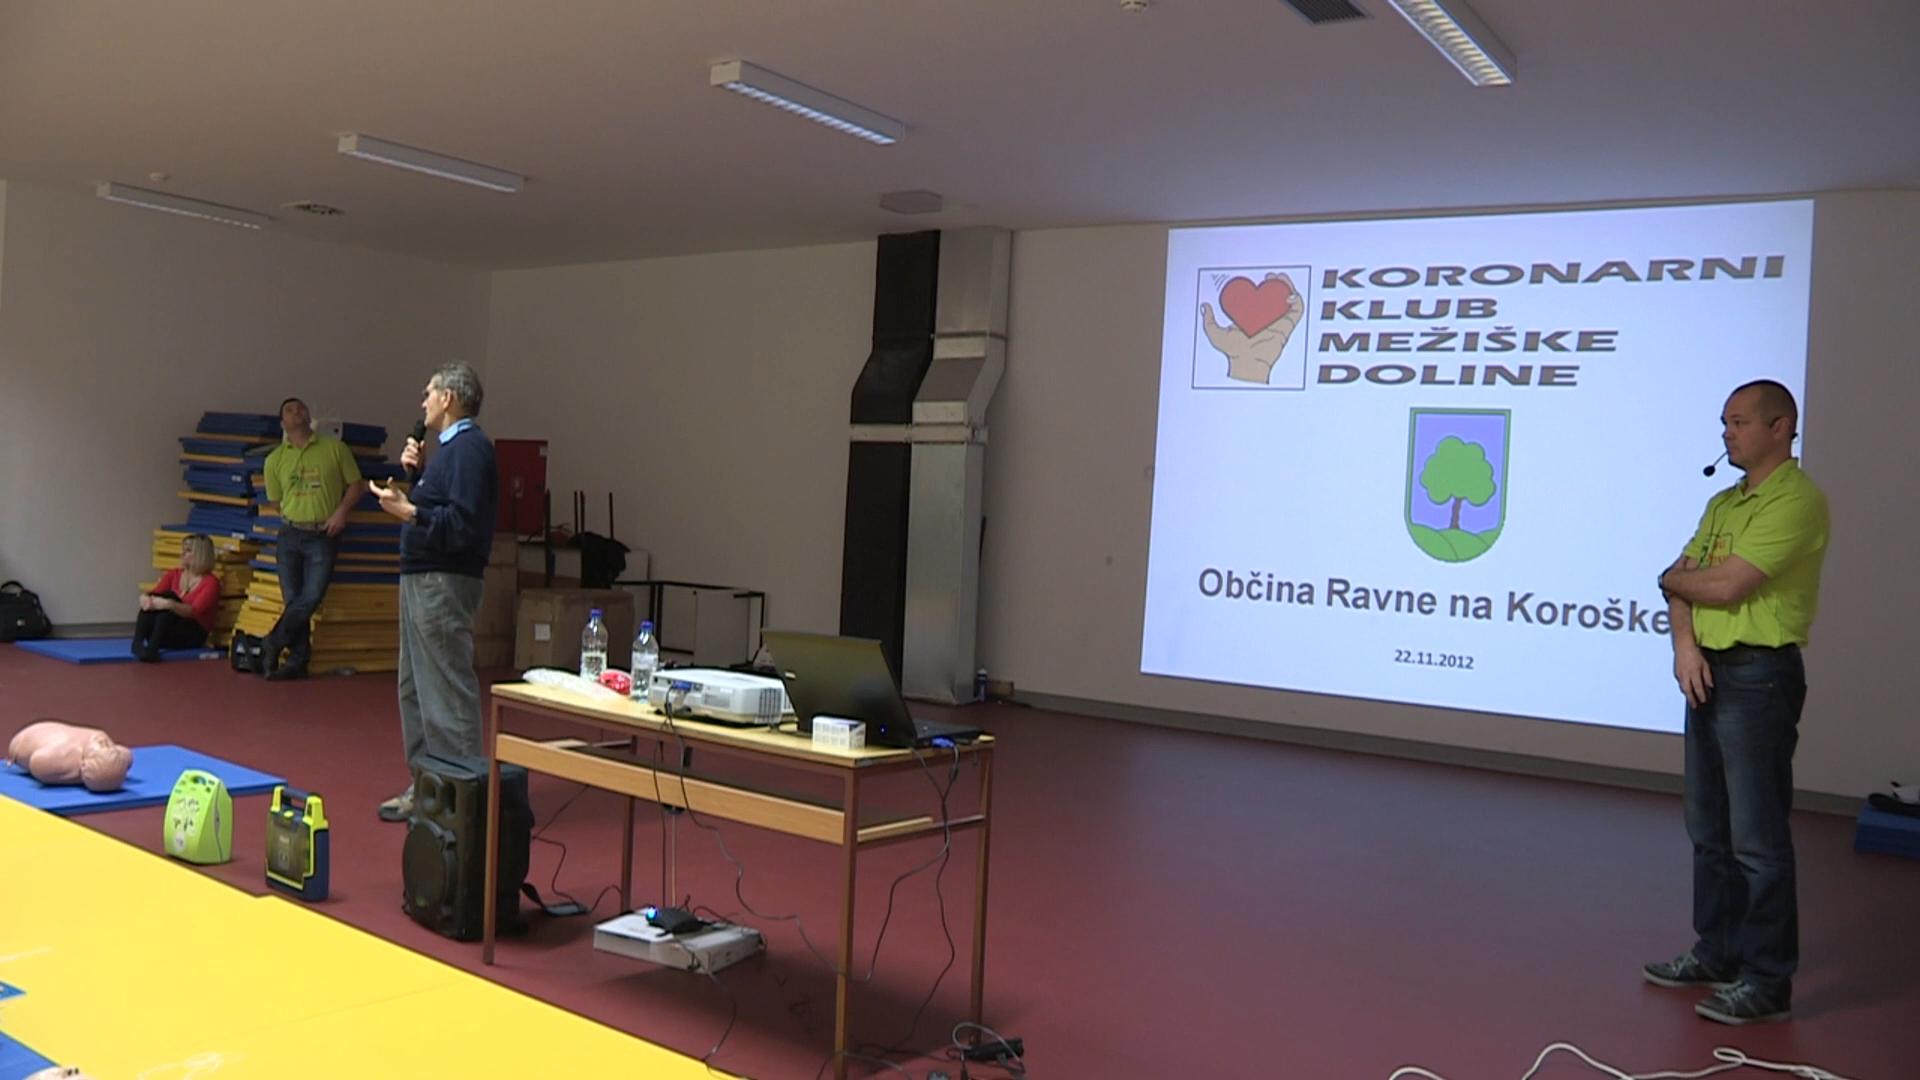 KORONARNI
KLUB
MEŽIŠKE
DOLINE
Občina Ravne na Koroške
22.11.2012